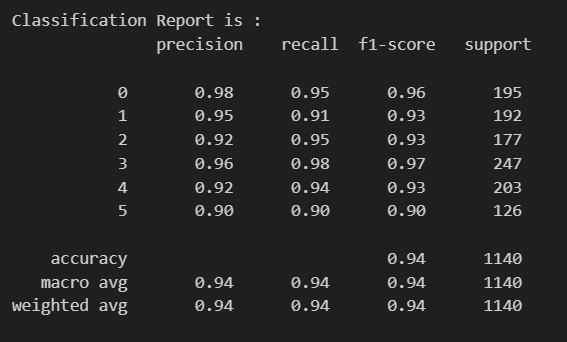 Classification Report is :
precision recall f1-score support
0 0.98 0.95 0.96 195
1 0.95 0.91 0.93 192
2 0.92 0.95 0.93 177
3 0.96 0.98 0.97 247
4 0.92 0.94 0.93 203
5 0.90 0.90 0.90 126
accuracy 0.94 1140
macro avg 0.94 0.94 0.94 1140
weighted avg 0.94 0.94 0.94 1140